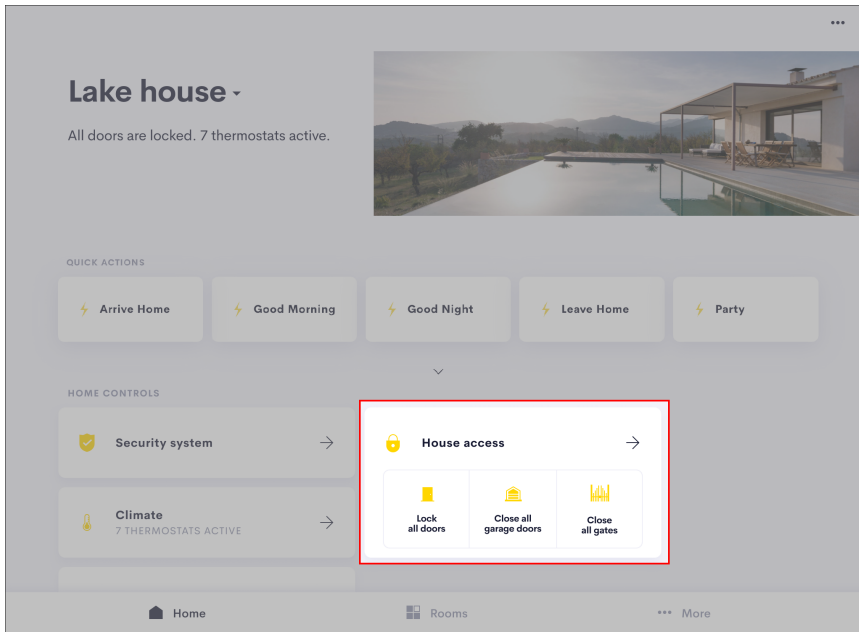 Lake house
All doors are locked. 7 thermostats active.
QUICK ACTIONS
Arrive Home
Good Morning
Good Night
Leave Home
Party
HOME CONTROLS
Security system
House access
Lock
all doors
Close all
garage doors
Close
all gates
Climate
7 THERMOSTATS ACTIVE
Home
Rooms
More